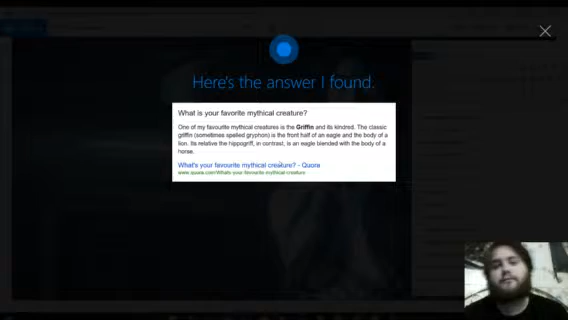 Here's the answer I found.
What is your favorite mythical creature?
One of my favourite mythical creatures is the Griffin and its kindred. The classic
griffin (sometimes spelled gryphon) is the front half of an eagle and the body of a
lion. Its relative the hippogriff, in contrast, is an eagle blended with the body of a
horse.
What's your favourite mythical creature? - Quora
www.quora.com/Whats-your-favourite-mythical-creature